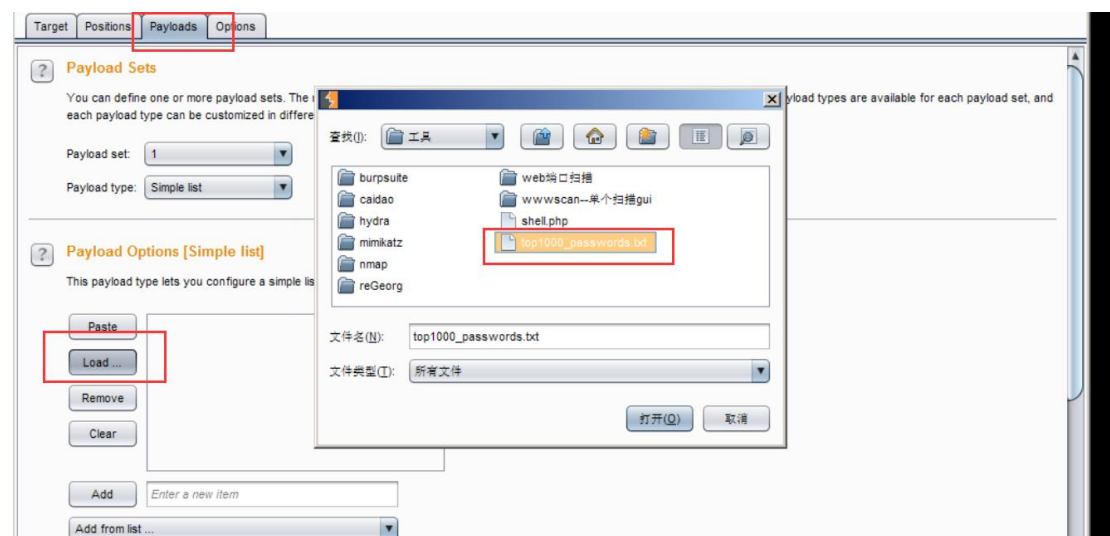 Target Positions Payloads Options
? Payload Sets
You can define one or more payload sets. The
yload types are available for each payload set, and
each payload type can be customized in differe
Payload set: 1
Payload type: Simple list
? Payload Options [Simple list]
This payload type lets you configure a simple lis
Paste
Load ...
Remove
Clear
Add Enter a new item
Add from list ...
查找(I): 工具
burpsuite
caidao
hydra
mimikatz
nmap
reGeorg
web端口扫描
wwwscan--单个扫描gui
shell.php
top1000_passwords.txt
文件名(N): top1000_passwords.txt
文件类型(T): 所有文件
打开(O) 取消